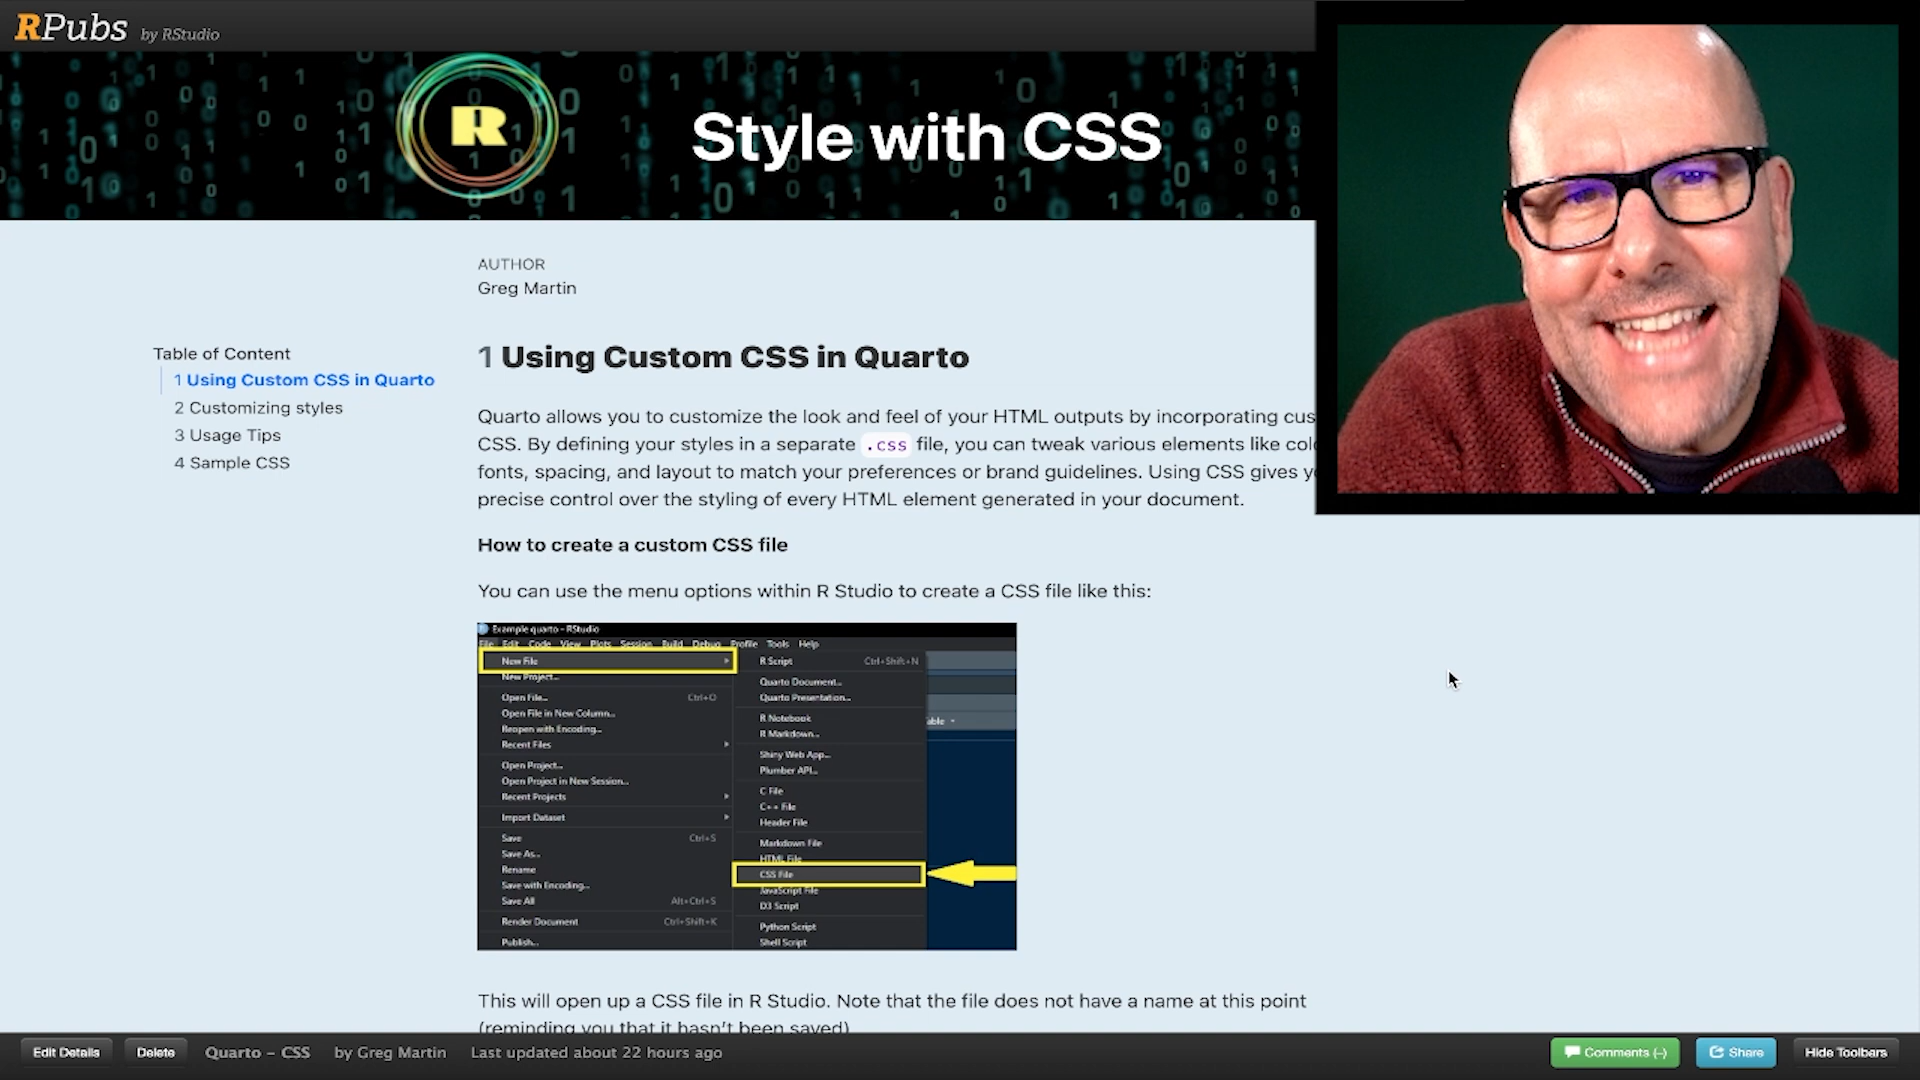 RPubs by RStudio
R
Style with CSS
AUTHOR
Greg Martin
Table of Content
1 Using Custom CSS in Quarto
2 Customizing styles
3 Usage Tips
4 Sample CSS
1 Using Custom CSS in Quarto
Quarto allows you to customize the look and feel of your HTML outputs by incorporating cus
CSS. By defining your styles in a separate .css file, you can tweak various elements like colo
fonts, spacing, and layout to match your preferences or brand guidelines. Using CSS gives y
precise control over the styling of every HTML element generated in your document.
How to create a custom CSS file
You can use the menu options within R Studio to create a CSS file like this:
Example quarto - RStudio
File Edit Code View Plots Session Build Debug Profile Tools Help
New File
New Project...
Open File... Ctrl+O
Open File in New Column...
Reopen with Encoding...
Recent Files
Open Project...
Open Project in New Session...
Recent Projects
Import Dataset
Save Ctrl+S
Save As...
Rename
Save with Encoding...
Save All Alt+Ctrl+S
Render Document Ctrl+Shift+K
Publish...
R Script Ctrl+Shift+N
Quarto Document...
Quarto Presentation...
R Notebook
R Markdown...
Shiny Web App...
Plumber API...
C File
C++ File
Header File
Markdown File
HTML File
CSS File
JavaScript File
D3 Script
Python Script
Shell Script
able
This will open up a CSS file in R Studio. Note that the file does not have a name at this point
(reminding you that it hasn't been saved)
Edit Details Delete Quarto - CSS by Greg Martin Last updated about 22 hours ago Comments (–) Share Hide Toolbars